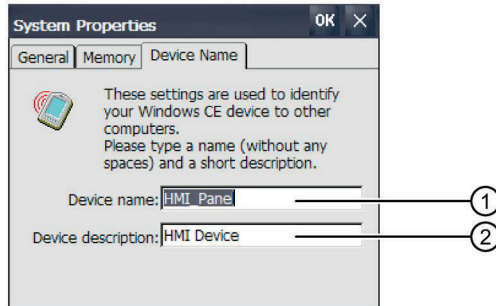 System Properties OK ×
General Memory Device Name
These settings are used to identify
your Windows CE device to other
computers.
Please type a name (without any
spaces) and a short description.
Device name: HMI_Panel 1
Device description: HMI Device 2